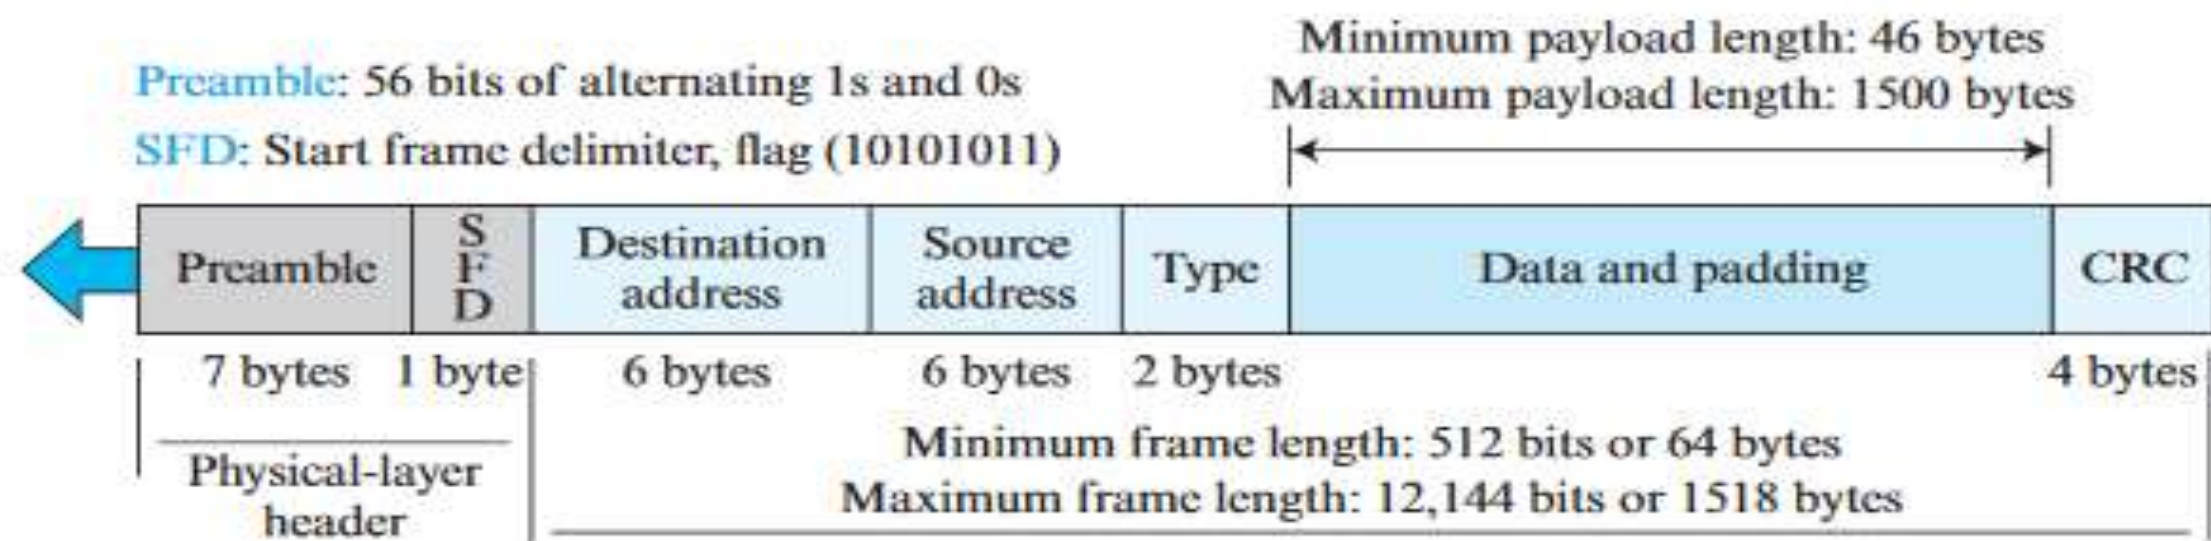 Preamble: 56 bits of alternating 1s and 0s
SFD: Start frame delimiter, flag (10101011)
Minimum payload length: 46 bytes
Maximum payload length: 1500 bytes
Preamble
S
F
D
Destination
address
Source
address
Type
Data and padding
CRC
7 bytes
1 byte
6 bytes
6 bytes
2 bytes
4 bytes
Physical-layer
header
Minimum frame length: 512 bits or 64 bytes
Maximum frame length: 12,144 bits or 1518 bytes